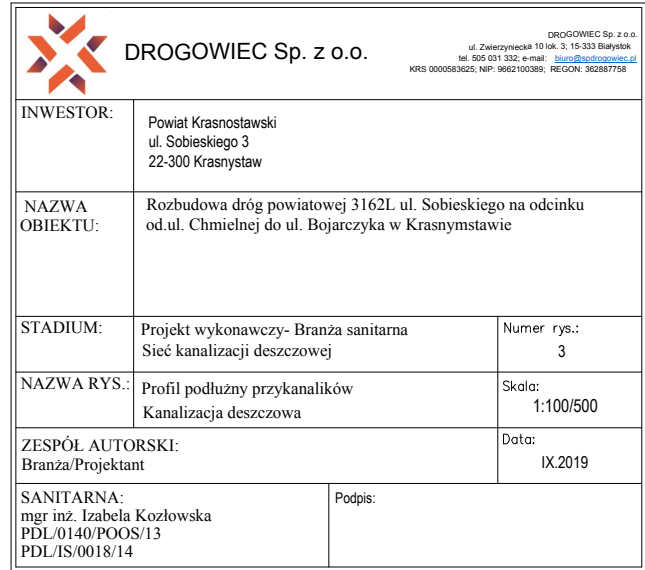 DROGOWIEC Sp. z o.o.
DROGOWIEC Sp. z o.o.
ul. Zwierzyniecka 10 lok. 3; 15-333 Białystok
tel. 505 031 332; e-mail: biuro@spdrogowiec.pl
KRS 0000583625; NIP: 9662100389; REGON: 362887758
INWESTOR:
Powiat Krasnostawski
ul. Sobieskiego 3
22-300 Krasnystaw
NAZWA
OBIEKTU:
Rozbudowa dróg powiatowej 3162L ul. Sobieskiego na odcinku
od.ul. Chmielnej do ul. Bojarczyka w Krasnymstawie
STADIUM:
Projekt wykonawczy- Branża sanitarna
Sieć kanalizacji deszczowej
Numer rys.:
3
NAZWA RYS.:
Profil podłużny przykanalików
Kanalizacja deszczowa
Skala:
1:100/500
ZESPÓŁ AUTORSKI:
Branża/Projektant
Data:
IX.2019
SANITARNA:
mgr inż. Izabela Kozłowska
PDL/0140/POOS/13
PDL/IS/0018/14
Podpis: